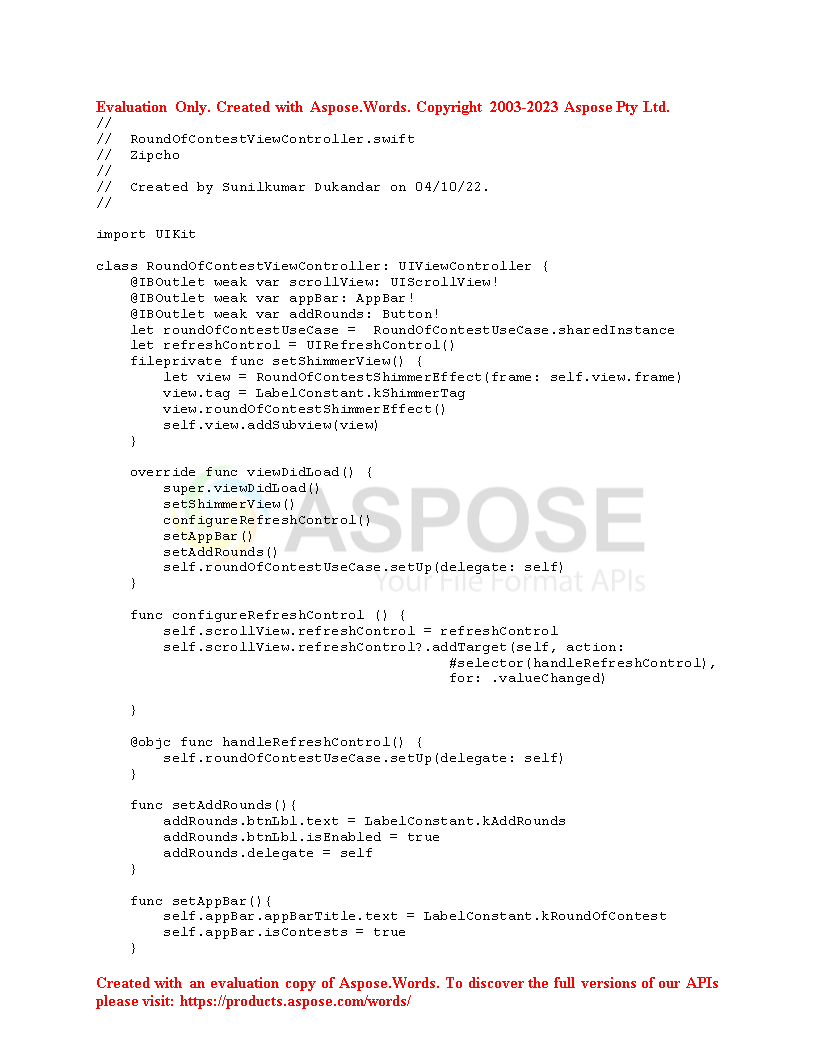 Evaluation Only. Created with Aspose.Words. Copyright 2003-2023 Aspose Pty Ltd.
//
//  RoundOfContestViewController.swift
//  Zipcho
//
//  Created by Sunilkumar Dukandar on 04/10/22.
//

import UIKit

class RoundOfContestViewController: UIViewController {
    @IBOutlet weak var scrollView: UIScrollView!
    @IBOutlet weak var appBar: AppBar!
    @IBOutlet weak var addRounds: Button!
    let roundOfContestUseCase =  RoundOfContestUseCase.sharedInstance
    let refreshControl = UIRefreshControl()
    fileprivate func setShimmerView() {
        let view = RoundOfContestShimmerEffect(frame: self.view.frame)
        view.tag = LabelConstant.kShimmerTag
        view.roundOfContestShimmerEffect()
        self.view.addSubview(view)
    }

    override func viewDidLoad() {
        super.viewDidLoad()
        setShimmerView()
        configureRefreshControl()
        setAppBar()
        setAddRounds()
        self.roundOfContestUseCase.setUp(delegate: self)
    }
ASPOSE
Your File Format APIs

    func configureRefreshControl () {
        self.scrollView.refreshControl = refreshControl
        self.scrollView.refreshControl?.addTarget(self, action:
                                          #selector(handleRefreshControl),
                                          for: .valueChanged)

    }

    @objc func handleRefreshControl() {
        self.roundOfContestUseCase.setUp(delegate: self)
    }

    func setAddRounds(){
        addRounds.btnLbl.text = LabelConstant.kAddRounds
        addRounds.btnLbl.isEnabled = true
        addRounds.delegate = self
    }

    func setAppBar(){
        self.appBar.appBarTitle.text = LabelConstant.kRoundOfContest
        self.appBar.isContests = true
    }

Created with an evaluation copy of Aspose.Words. To discover the full versions of our APIs
please visit: https://products.aspose.com/words/